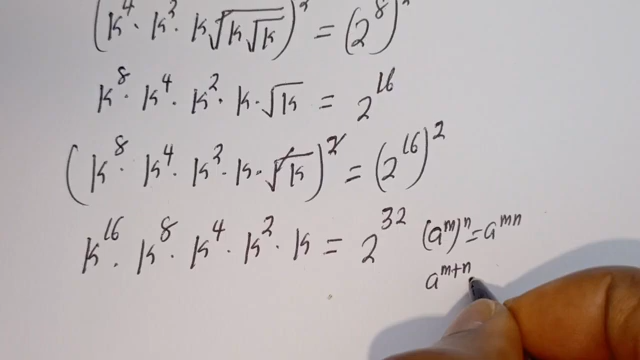 (k⁴ · k² · k√(k√k))² = (2⁸)²
k⁸ · k⁴ · k² · k · √k = 2¹⁶
(k⁸ · k⁴ · k² · k · √k)² = (2¹⁶)²
k¹⁶ · k⁸ · k⁴ · k² · k = 2³² (aᵐ)ⁿ = aᵐⁿ
aᵐ⁺ⁿ